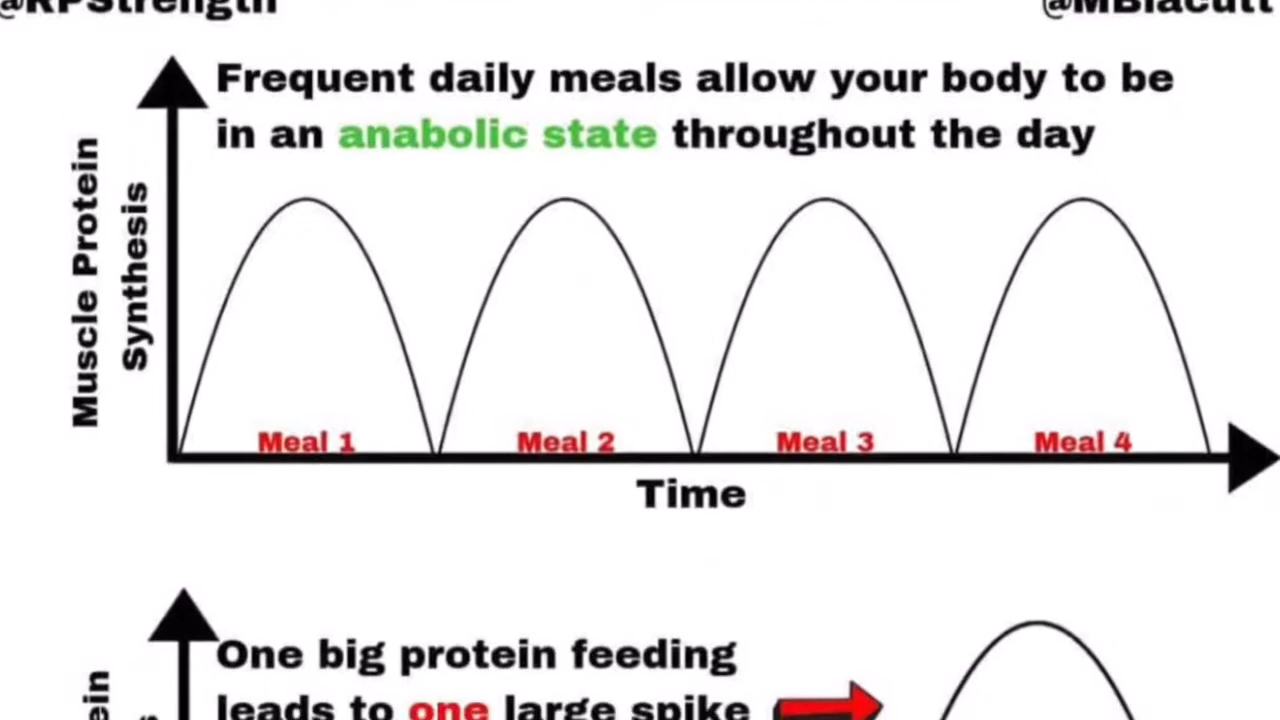 @RPStrength
Frequent daily meals allow your body to be
in an anabolic state throughout the day
Muscle Protein
Synthesis
Meal 1 Meal 2 Meal 3 Meal 4
Time
One big protein feeding
leads to one large spike